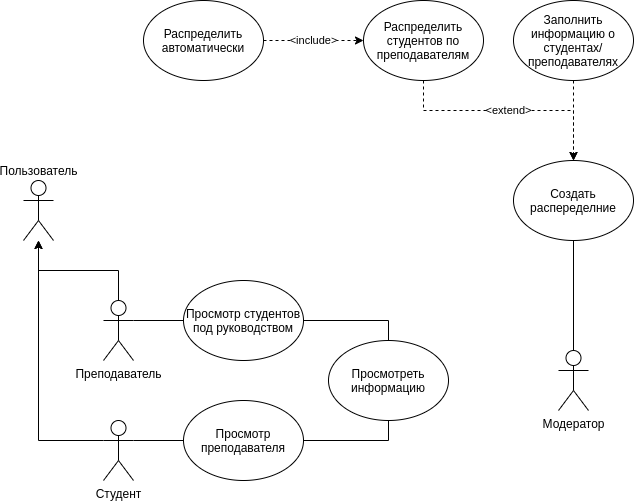 Распределить
автоматически
<include>
Распределить
студентов по
преподавателям
Заполнить
информацию о
студентах/
преподавателях
<extend>
Пользователь
Создать
распеределние
Просмотр студентов
под руководством
Преподаватель
Просмотреть
информацию
Модератор
Просмотр
преподавателя
Студент